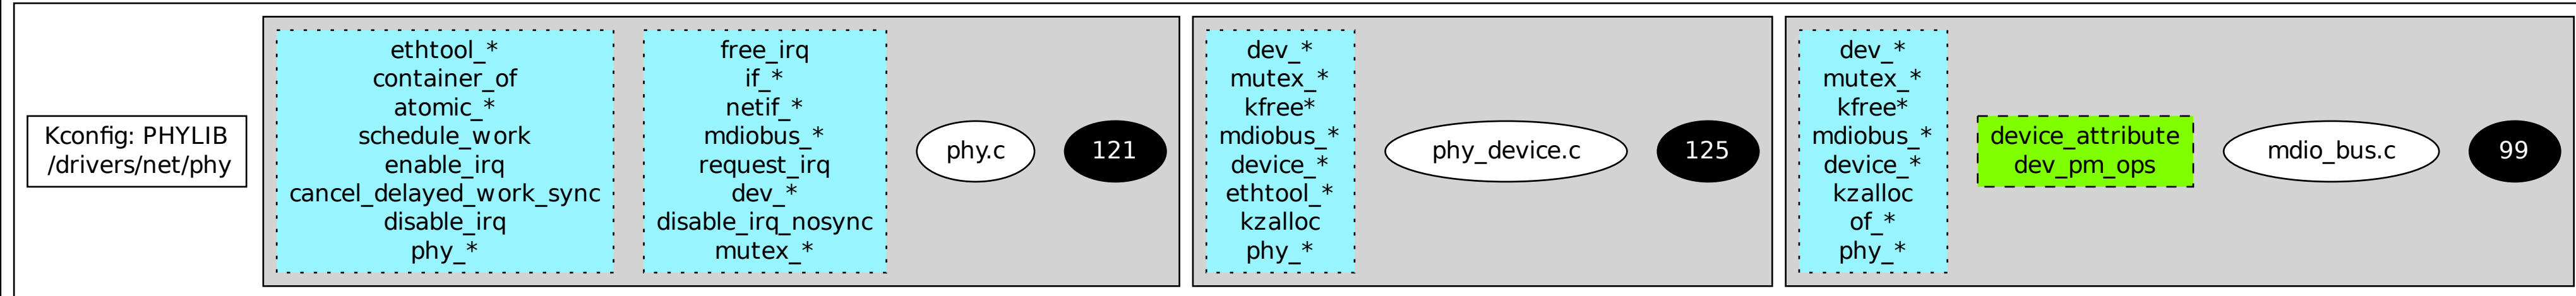 Kconfig: PHYLIB
/drivers/net/phy
ethtool_*
container_of
atomic_*
schedule_work
enable_irq
cancel_delayed_work_sync
disable_irq
phy_*
free_irq
if_*
netif_*
mdiobus_*
request_irq
dev_*
disable_irq_nosync
mutex_*
phy.c
121
dev_*
mutex_*
kfree*
mdiobus_*
device_*
ethtool_*
kzalloc
phy_*
phy_device.c
125
dev_*
mutex_*
kfree*
mdiobus_*
device_*
kzalloc
of_*
phy_*
device_attribute
dev_pm_ops
mdio_bus.c
99